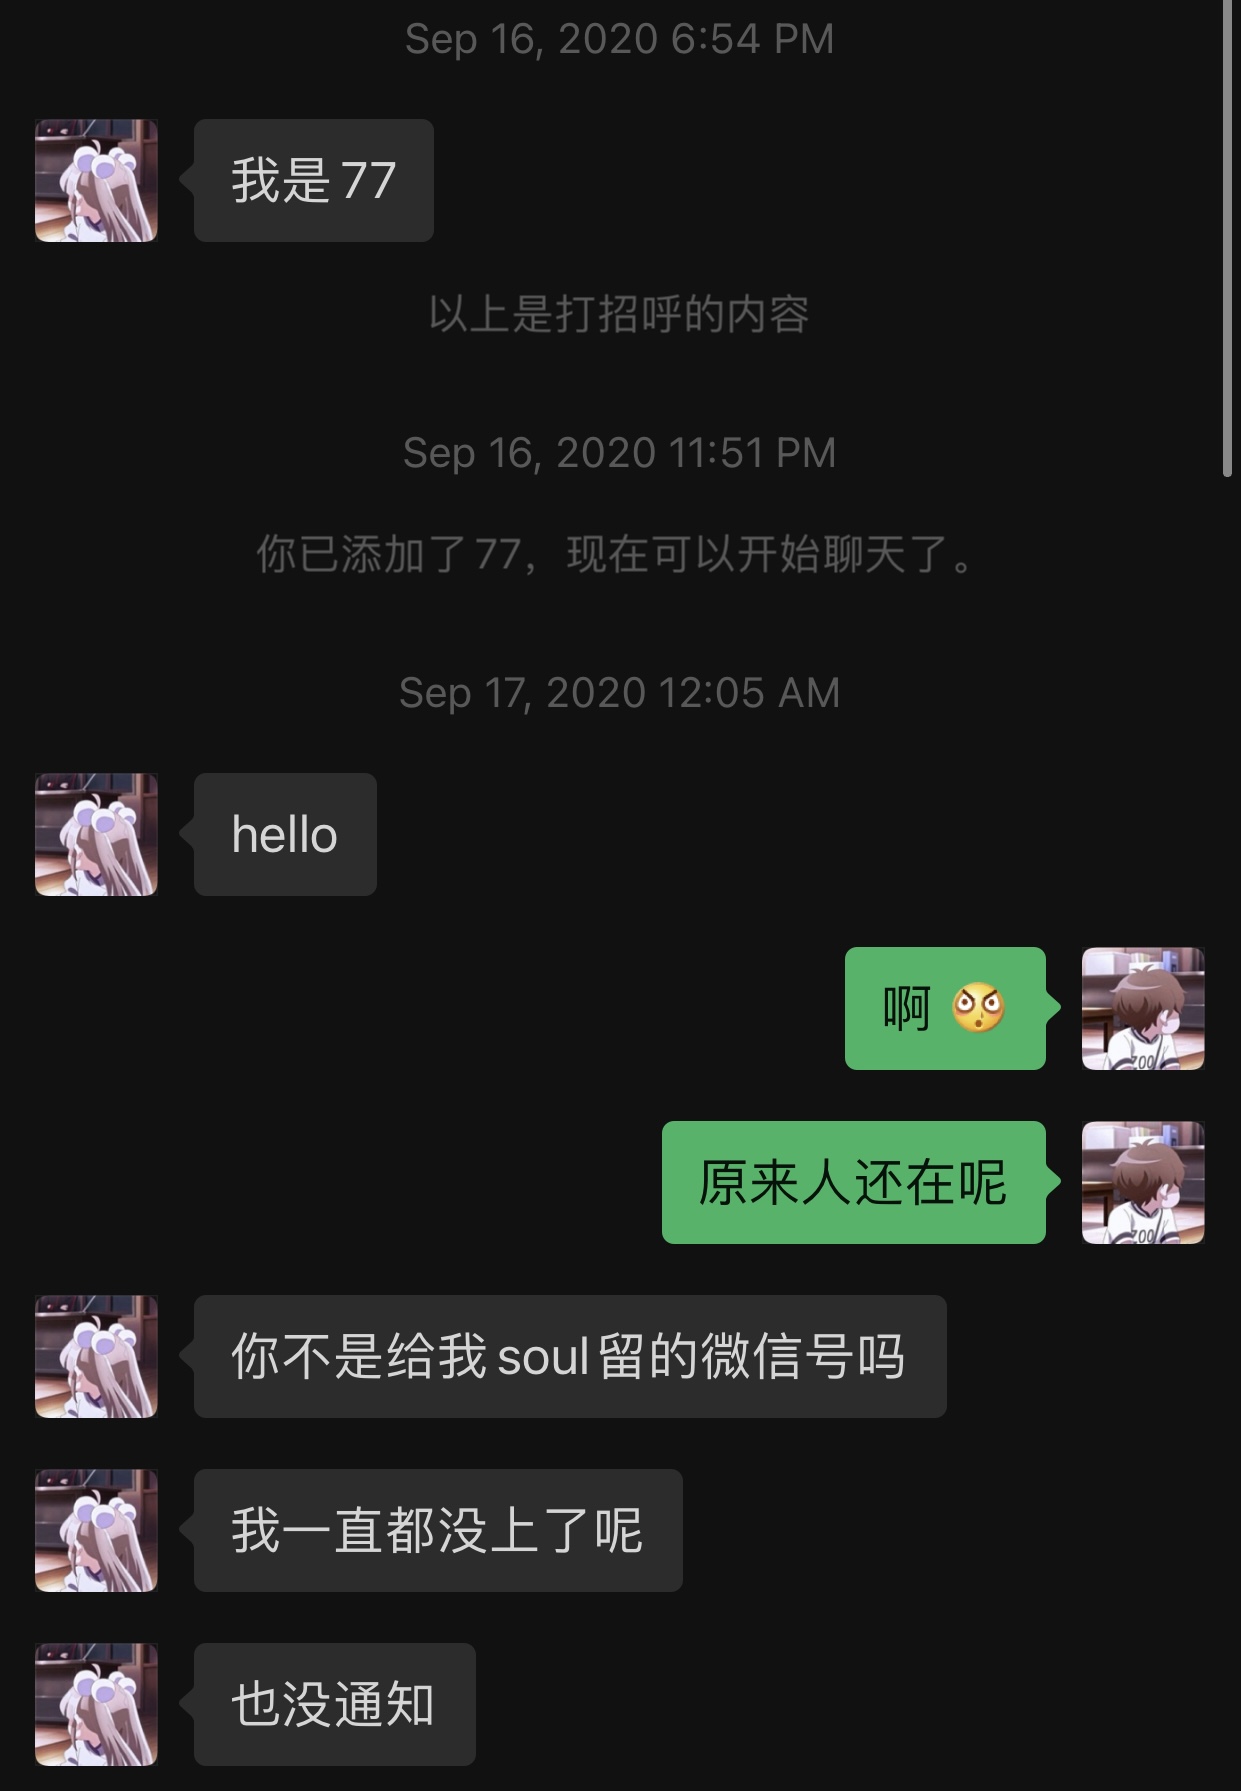 Sep 16, 2020 6:54 PM
我是77
以上是打招呼的内容
Sep 16, 2020 11:51 PM
你已添加了77，现在可以开始聊天了。
Sep 17, 2020 12:05 AM
hello
啊
原来人还在呢
你不是给我soul留的微信号吗
我一直都没上了呢
也没通知
ZOO
ZOO